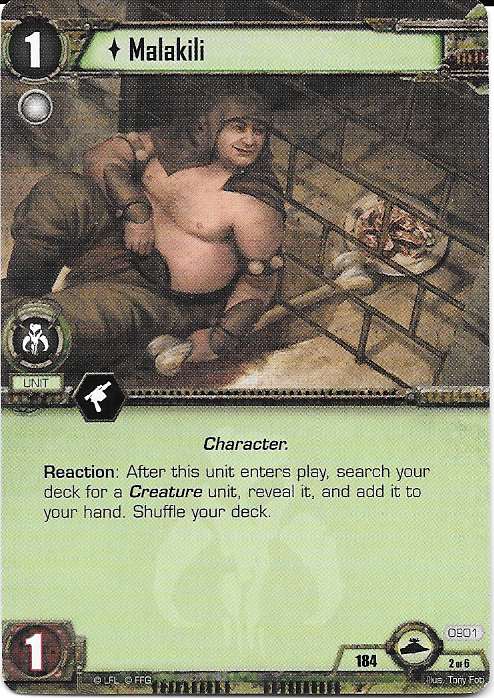 1
Malakili
UNIT
Character.
Reaction: After this unit enters play, search your
deck for a Creature unit, reveal it, and add it to
your hand. Shuffle your deck.
1
0901
184
2 of 6
© LFL © FFG
Illus. Tony Foti